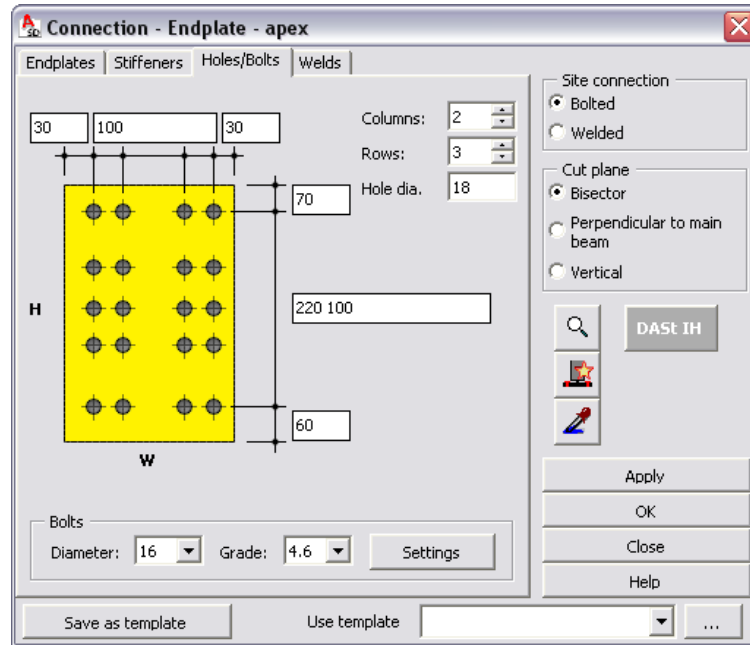 Connection - Endplate - apex
Endplates Stiffeners Holes/Bolts Welds
30 100 30
Columns: 2
Rows: 3
Hole dia. 18
70
220 100
60
H
W
Bolts
Diameter: 16 Grade: 4.6 Settings
Site connection
Bolted
Welded
Cut plane
Bisector
Perpendicular to main
beam
Vertical
DASt IH
Apply
OK
Close
Help
Save as template Use template ...